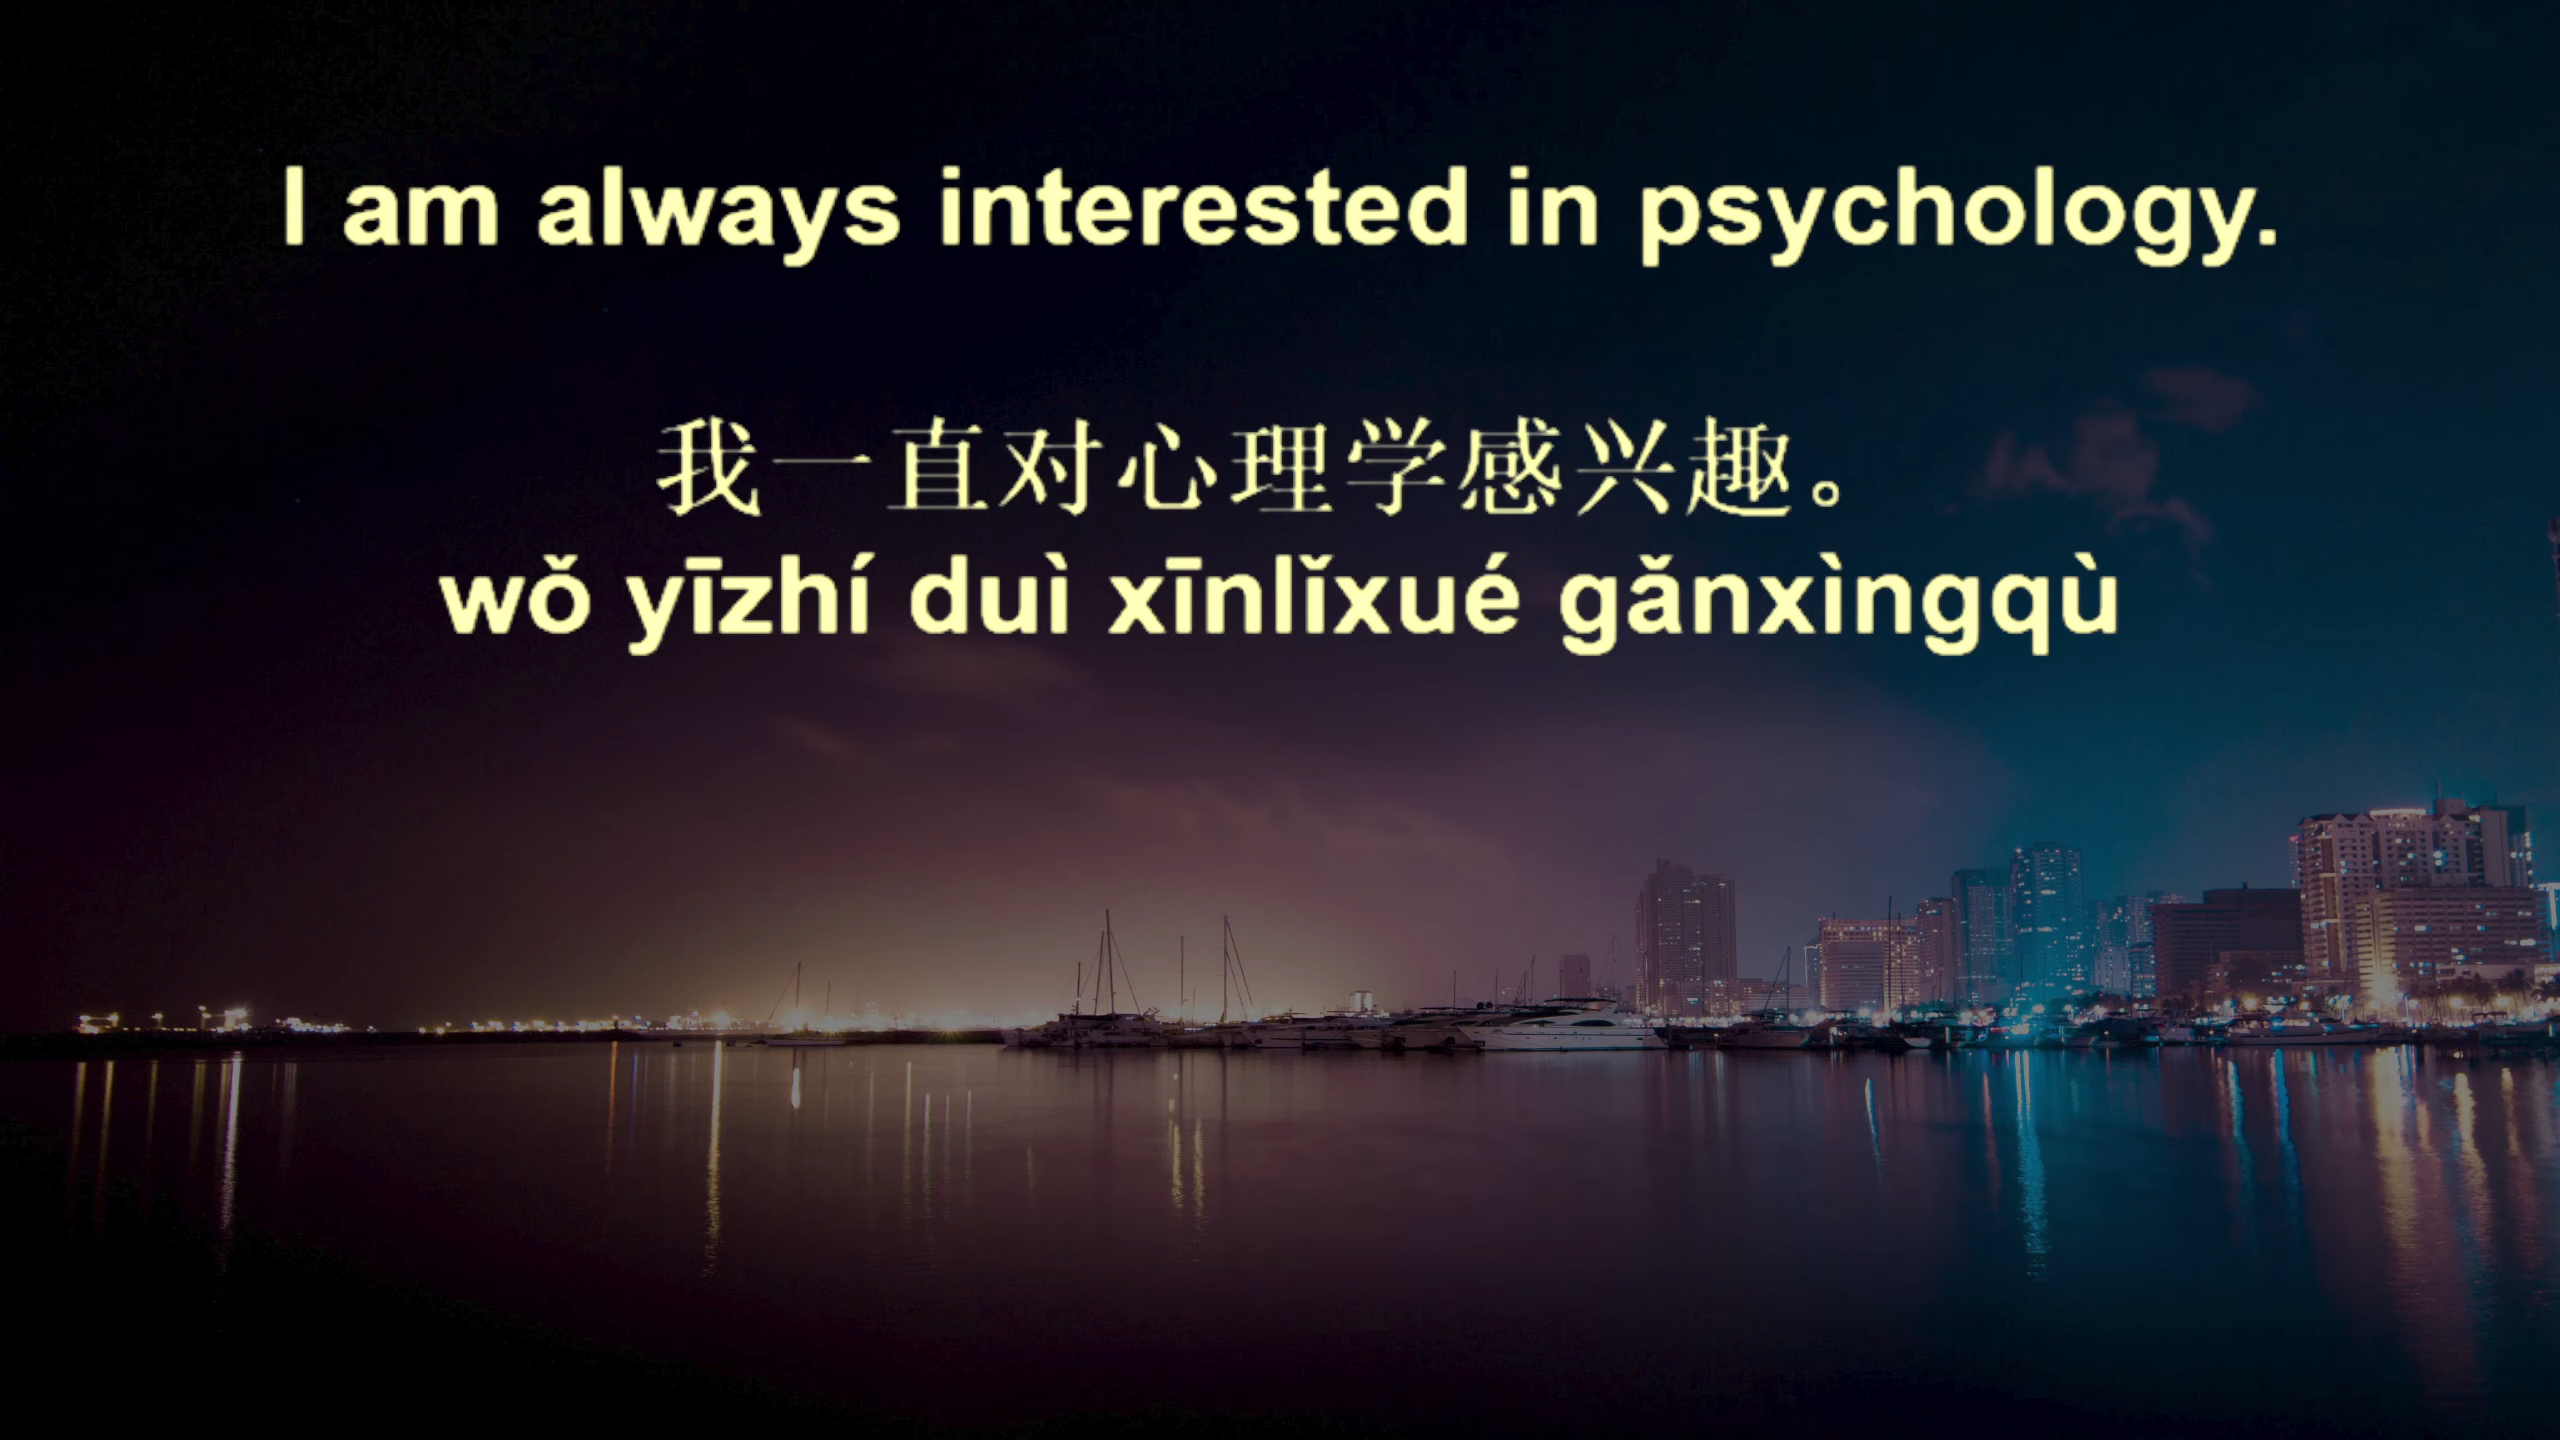 I am always interested in psychology.
我一直对心理学感兴趣。
wǒ yīzhí duì xīnlǐxué gǎnxìngqù